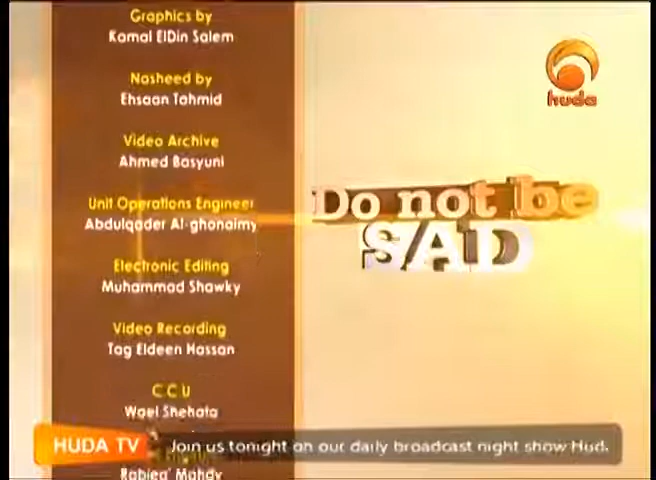 Graphics by
Kamal ElDin Salem
Nasheed by
Ehsaan Tahmid
Video Archive
Ahmed Basyuni
Unit Operations Engineer
Abdulqader Al-ghonaimy
Electronic Editing
Muhammad Shawky
Video Recording
Tag Eldeen Hassan
C.C.U
Wael Shehata
Rabiea' Mahdy
huda
Do not be
SAD
HUDA TV
Join us tonight on our daily broadcast night show Hud